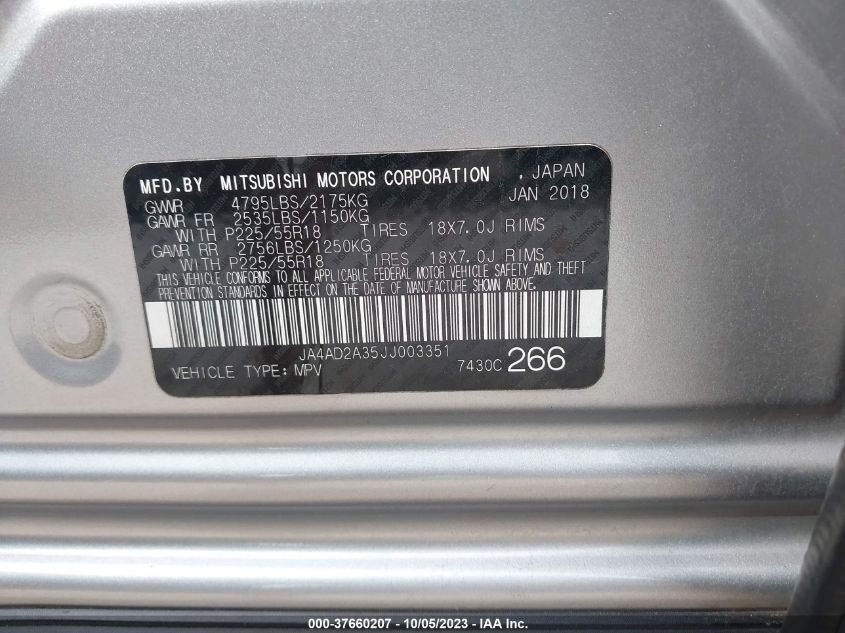 MFD.BY MITSUBISHI MOTORS CORPORATION , JAPAN
GVWR 4795LBS/2175KG JAN 2018
GAWR FR 2535LBS/1150KG
WITH P225/55R18 TIRES 18X7.0J RIMS
GAWR RR 2756LBS/1250KG
WITH P225/55R18 TIRES 18X7.0J RIMS
THIS VEHICLE CONFORMS TO ALL APPLICABLE FEDERAL MOTOR VEHICLE SAFETY AND THEFT
PREVENTION STANDARDS IN EFFECT ON THE DATE OF MANUFACTURE SHOWN ABOVE.
JA4AD2A35JJ003351
VEHICLE TYPE: MPV 7430C 266
000-37660207 - 10/05/2023 - IAA Inc.